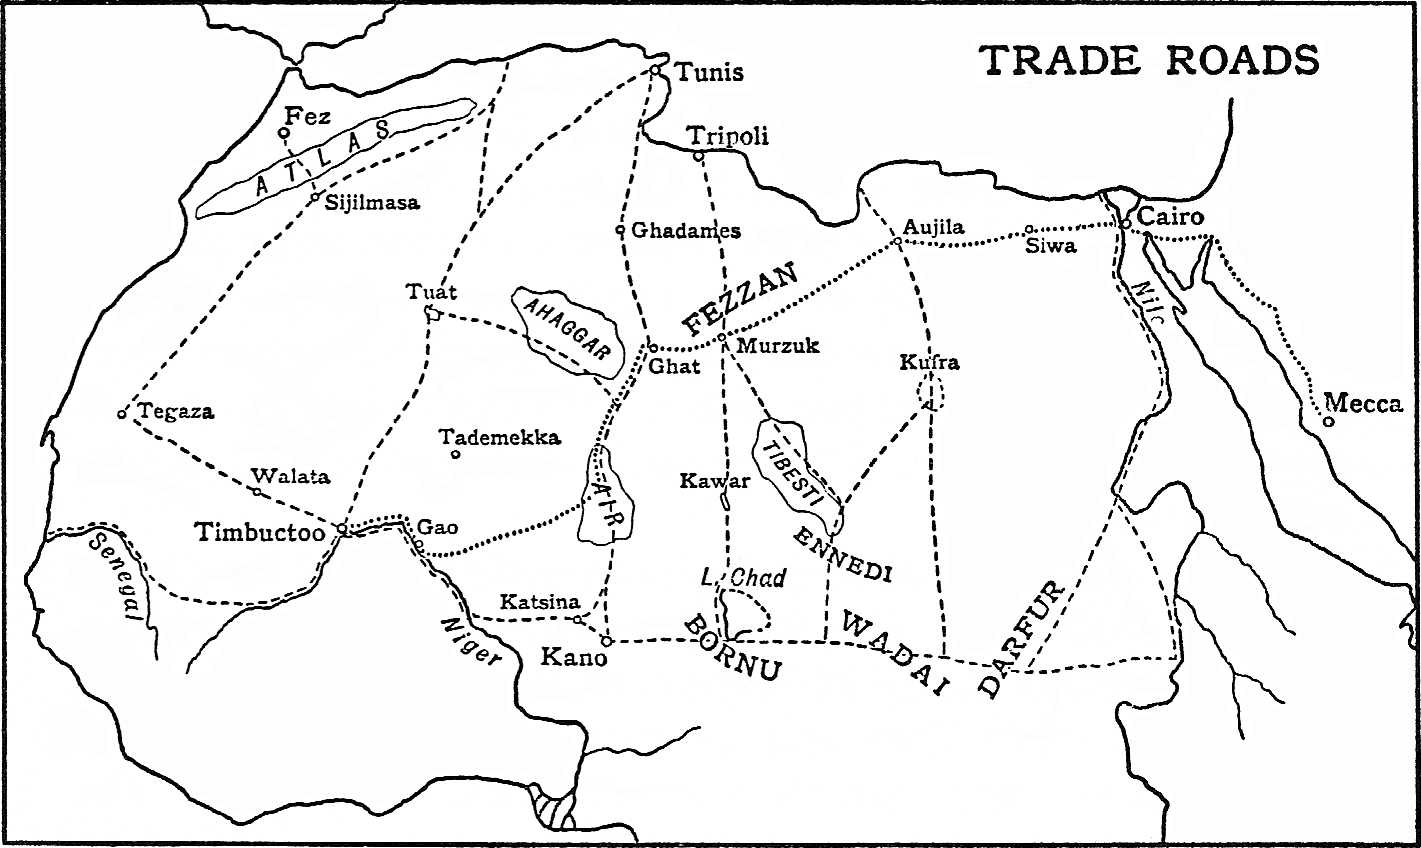 TRADE ROADS
Tunis
Fez
Tripoli
ATLAS
Sijilmasa
Ghadames
Aujila
Siwa
Cairo
Tuat
AHAGGAR
FEZZAN
Nile
Ghat
Murzuk
Kufra
Tegaza
Mecca
Tademekka
Walata
Kawar
TIBESTI
AIR
Timbuctoo
Gao
Senegal
ENNEDI
L. Chad
Katsina
Niger
Kano
BORNU
WADAI
DARFUR